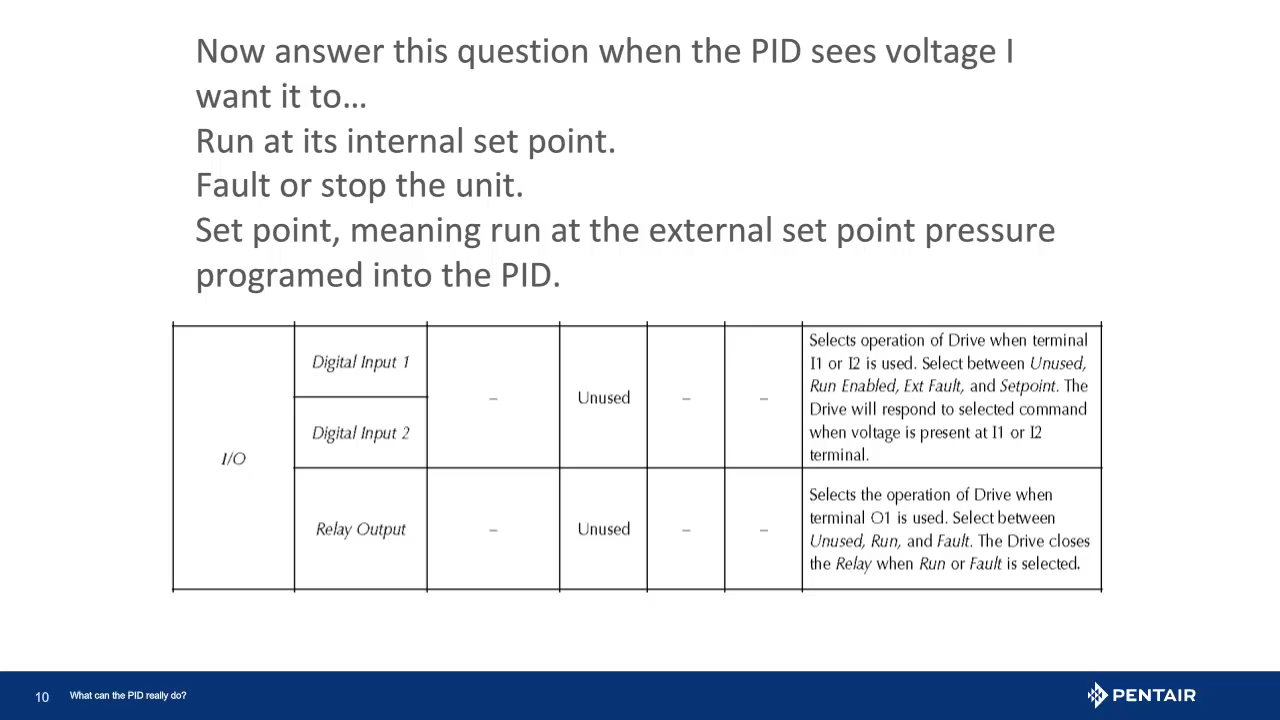 Now answer this question when the PID sees voltage I
want it to…
Run at its internal set point.
Fault or stop the unit.
Set point, meaning run at the external set point pressure
programed into the PID.
I/O
Digital Input 1
Digital Input 2
–
Unused
–
–
Selects operation of Drive when terminal
I1 or I2 is used. Select between Unused,
Run Enabled, Ext Fault, and Setpoint. The
Drive will respond to selected command
when voltage is present at I1 or I2
terminal.
Relay Output
–
Unused
–
–
Selects the operation of Drive when
terminal O1 is used. Select between
Unused, Run, and Fault. The Drive closes
the Relay when Run or Fault is selected.
10
What can the PID really do?
PENTAIR